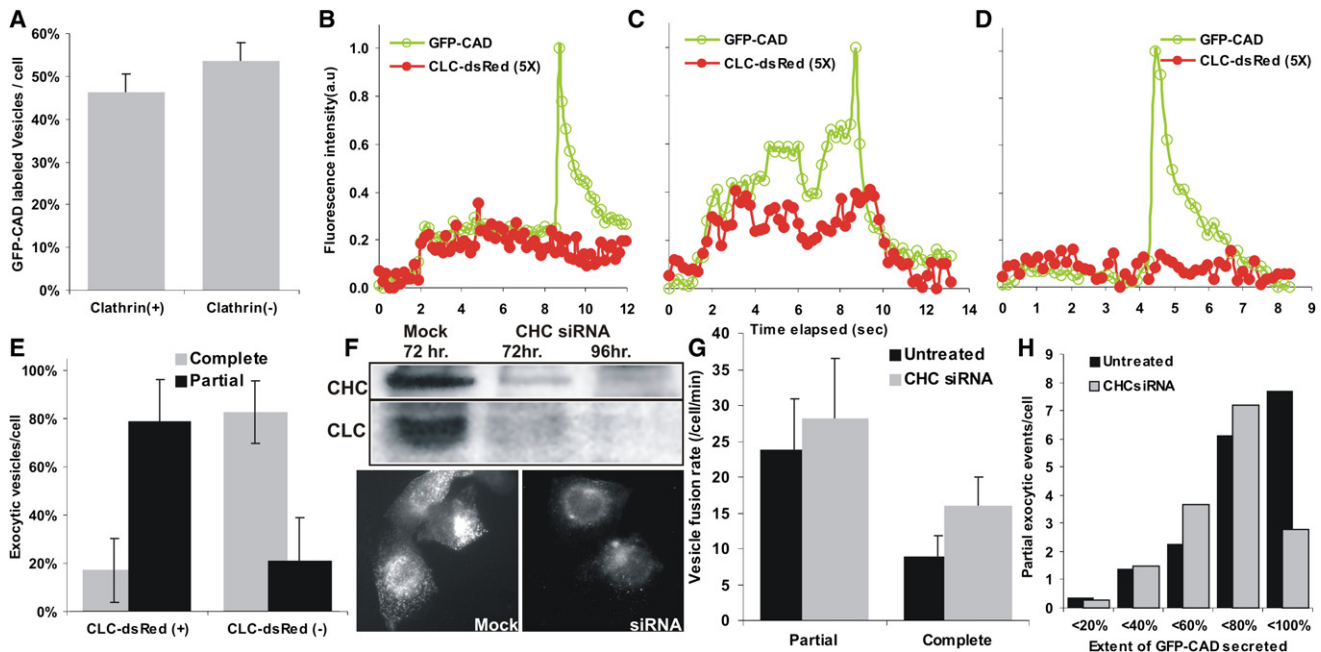 A
GFP-CAD labeled Vesicles / cell
60%
50%
40%
30%
20%
10%
0%
Clathrin(+) Clathrin(-)
B
GFP-CAD
CLC-dsRed (5X)
Fluorescence intensity(a.u)
1.0
0.8
0.6
0.4
0.2
0.0
0 2 4 6 8 10 12
C
GFP-CAD
CLC-dsRed (5X)
0 2 4 6 8 10 12 14
Time elapsed (sec)
D
GFP-CAD
CLC-dsRed (5X)
0 1 2 3 4 5 6 7 8 9
E
Complete
Partial
Exocytic vesicles/cell
100%
80%
60%
40%
20%
0%
CLC-dsRed (+) CLC-dsRed (-)
F
Mock CHC siRNA
72 hr. 72hr. 96hr.
CHC
CLC
Mock
siRNA
G
Untreated
CHC siRNA
Vesicle fusion rate (/cell/min)
40
35
30
25
20
15
10
5
0
Partial Complete
H
Untreated
CHCsiRNA
Partial exocytic events/cell
9
8
7
6
5
4
3
2
1
0
<20% <40% <60% <80% <100%
Extent of GFP-CAD secreted